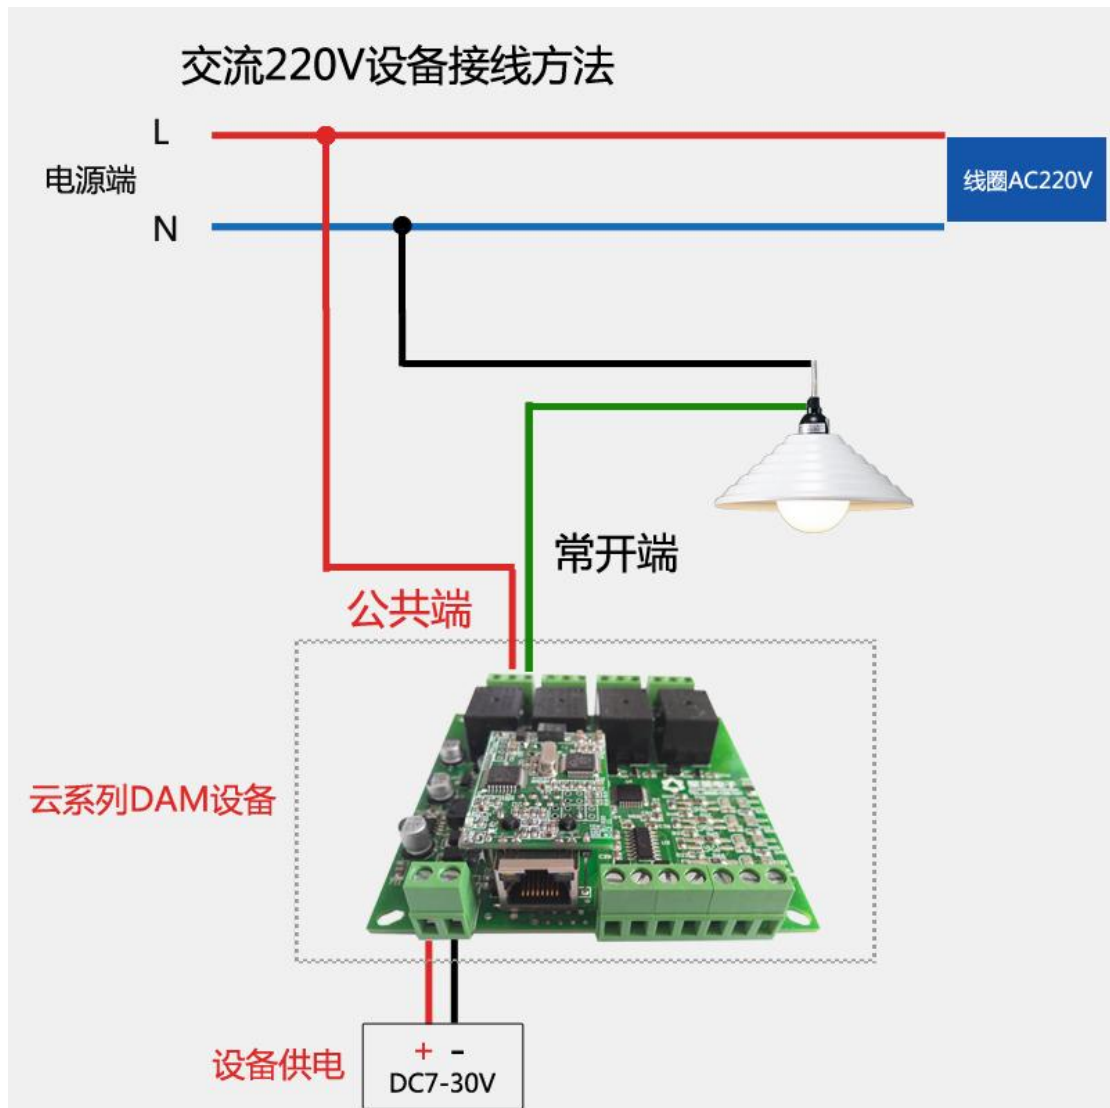 交流220V设备接线方法
L
电源端
线圈AC220V
N
常开端
公共端
云系列DAM设备
+ -
设备供电
DC7-30V